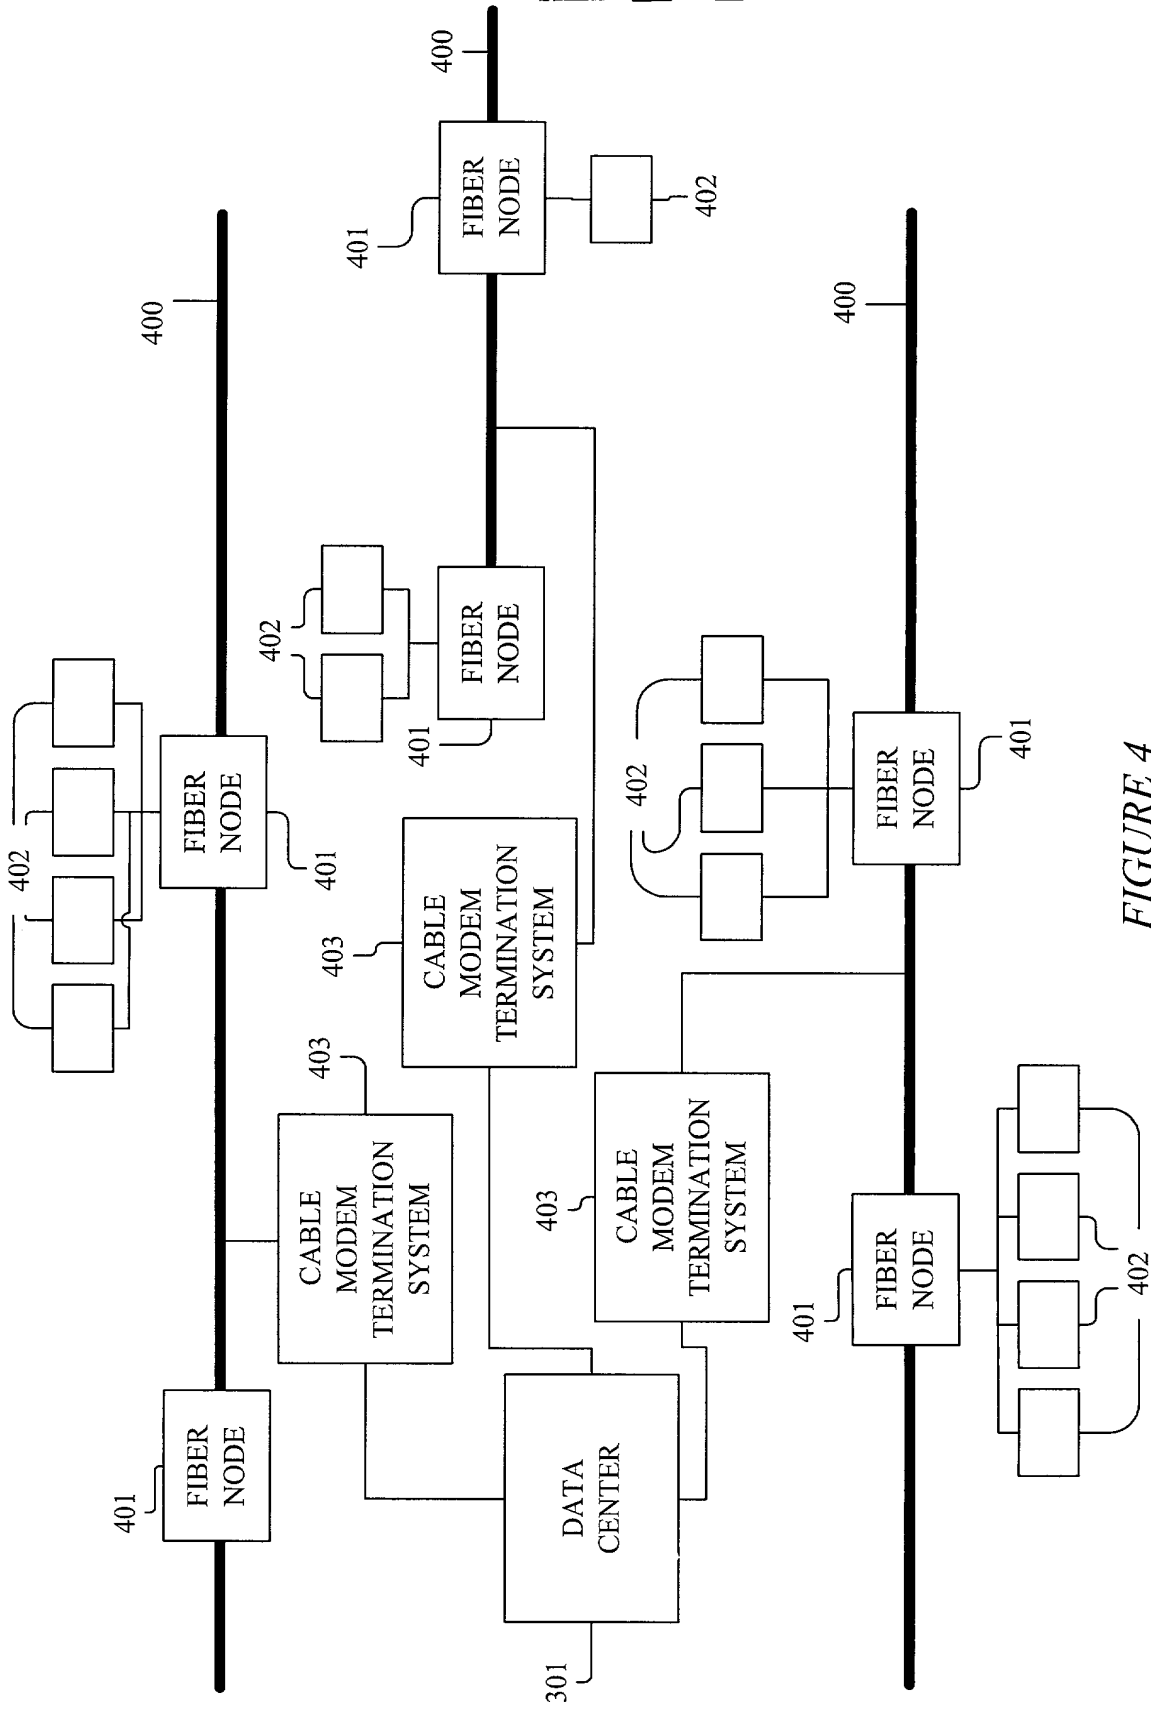 402
401
400
FIBER
NODE
FIBER
NODE
402
403
401
403
401
CABLE
MODEM
TERMINATION
SYSTEM
401
400
CABLE
MODEM
TERMINATION
SYSTEM
FIBER
NODE
FIBER
NODE
403
301
DATA
CENTER
CABLE
MODEM
TERMINATION
SYSTEM
402
402
401
400
FIBER
NODE
FIBER
NODE
401
402
FIGURE 4